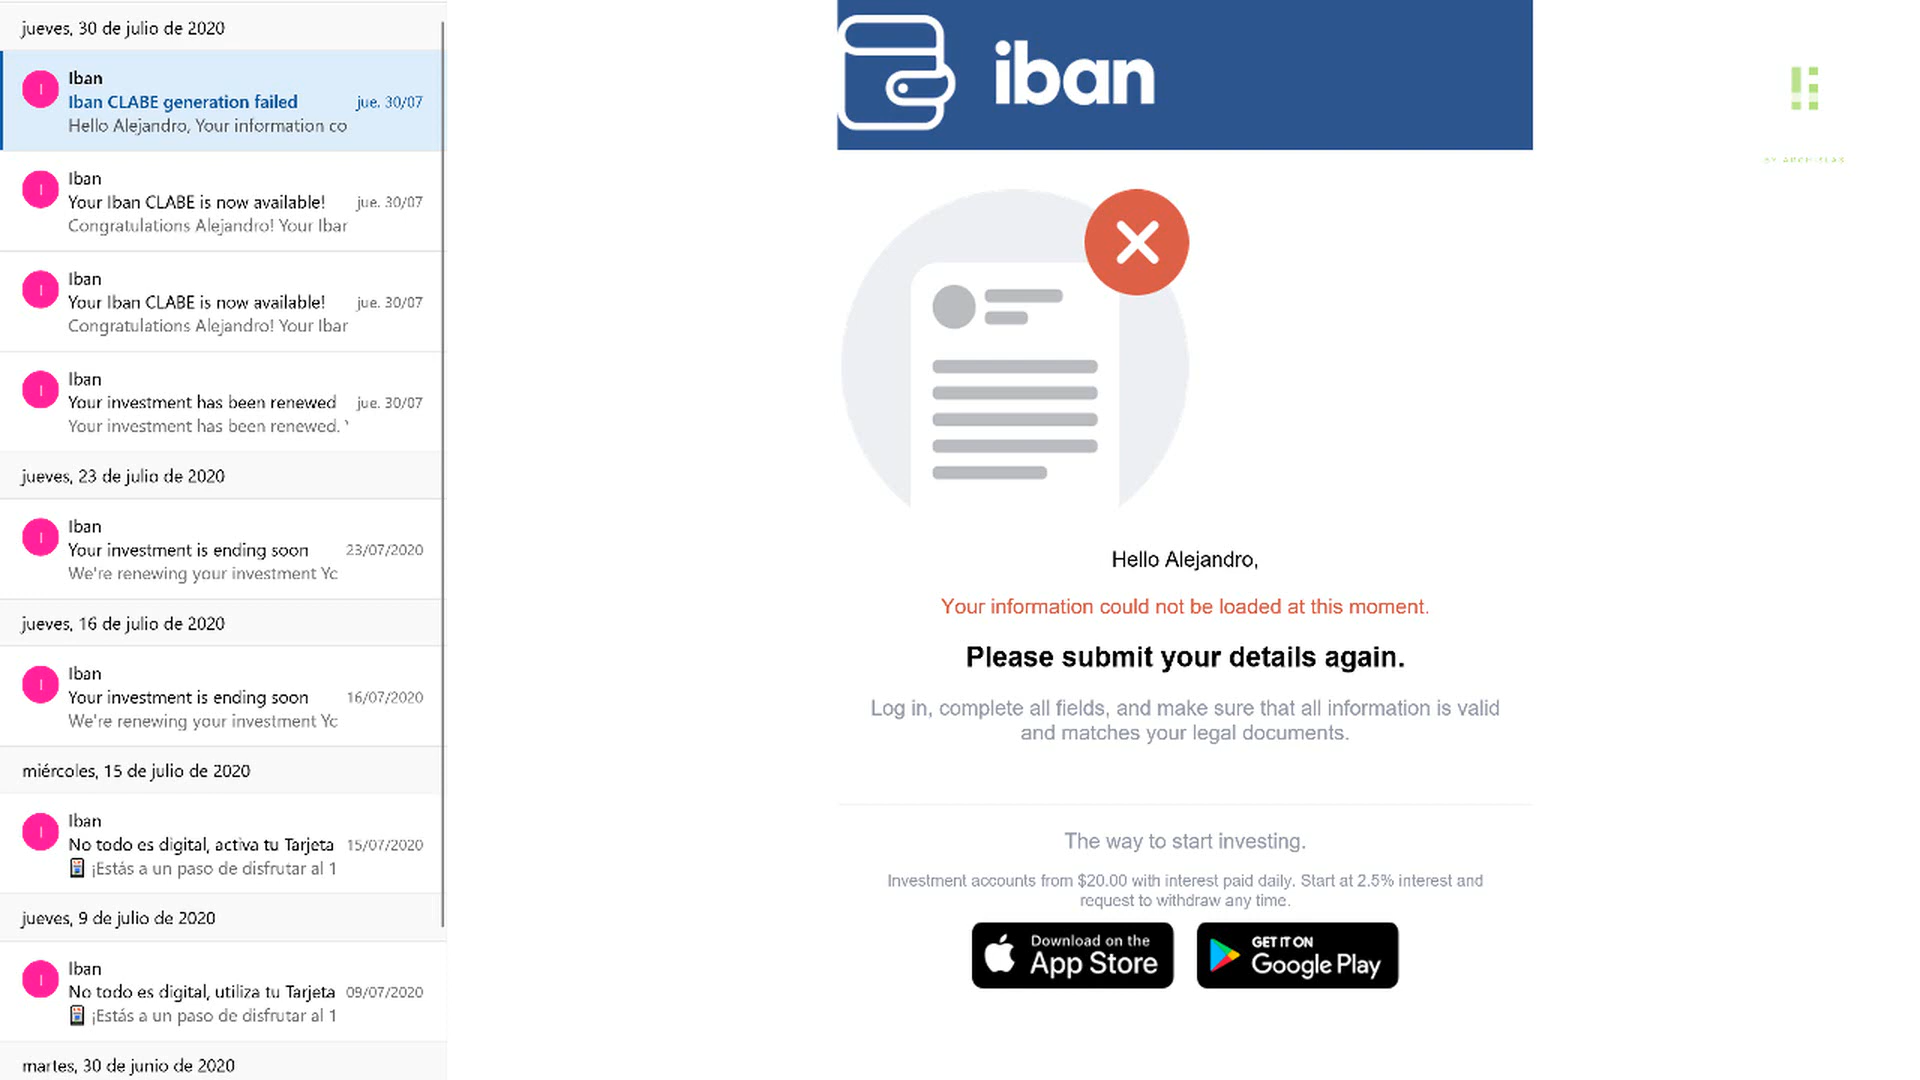 jueves, 30 de julio de 2020
I
Iban
Iban CLABE generation failed
jue. 30/07
Hello Alejandro, Your information co
I
Iban
Your Iban CLABE is now available!
jue. 30/07
Congratulations Alejandro! Your Ibar
I
Iban
Your Iban CLABE is now available!
jue. 30/07
Congratulations Alejandro! Your Ibar
I
Iban
Your investment has been renewed
jue. 30/07
Your investment has been renewed. Y
jueves, 23 de julio de 2020
I
Iban
Your investment is ending soon
23/07/2020
We're renewing your investment Yc
jueves, 16 de julio de 2020
I
Iban
Your investment is ending soon
16/07/2020
We're renewing your investment Yc
miércoles, 15 de julio de 2020
I
Iban
No todo es digital, activa tu Tarjeta
15/07/2020
¡Estás a un paso de disfrutar al 1
jueves, 9 de julio de 2020
I
Iban
No todo es digital, utiliza tu Tarjeta
09/07/2020
¡Estás a un paso de disfrutar al 1
martes, 30 de junio de 2020
iban
Hello Alejandro,
Your information could not be loaded at this moment.
Please submit your details again.
Log in, complete all fields, and make sure that all information is valid
and matches your legal documents.
The way to start investing.
Investment accounts from $20.00 with interest paid daily. Start at 2.5% interest and
request to withdraw any time.
Download on the
App Store
GET IT ON
Google Play